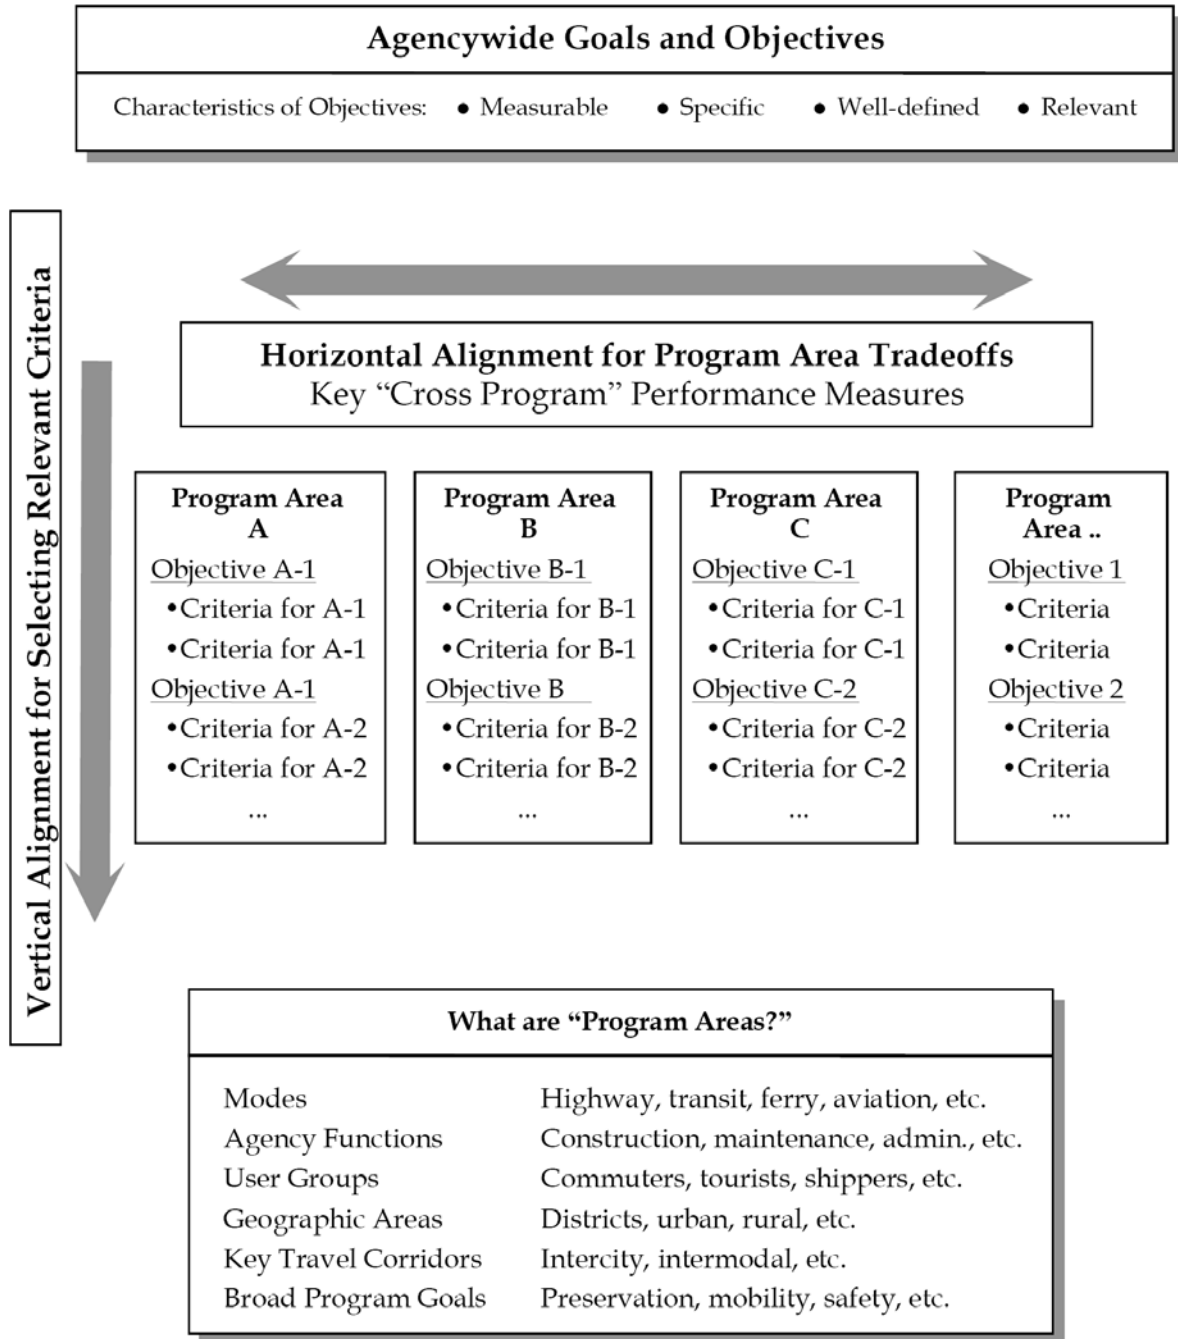 Agencywide Goals and Objectives
Characteristics of Objectives: • Measurable • Specific • Well-defined • Relevant
Vertical Alignment for Selecting Relevant Criteria
Horizontal Alignment for Program Area Tradeoffs
Key “Cross Program” Performance Measures
Program Area
A
Objective A-1
•Criteria for A-1
•Criteria for A-1
Objective A-1
•Criteria for A-2
•Criteria for A-2
...
Program Area
B
Objective B-1
•Criteria for B-1
•Criteria for B-1
Objective B
•Criteria for B-2
•Criteria for B-2
...
Program Area
C
Objective C-1
•Criteria for C-1
•Criteria for C-1
Objective C-2
•Criteria for C-2
•Criteria for C-2
...
Program
Area ..
Objective 1
•Criteria
•Criteria
Objective 2
•Criteria
•Criteria
...
What are “Program Areas?”
Modes Highway, transit, ferry, aviation, etc.
Agency Functions Construction, maintenance, admin., etc.
User Groups Commuters, tourists, shippers, etc.
Geographic Areas Districts, urban, rural, etc.
Key Travel Corridors Intercity, intermodal, etc.
Broad Program Goals Preservation, mobility, safety, etc.